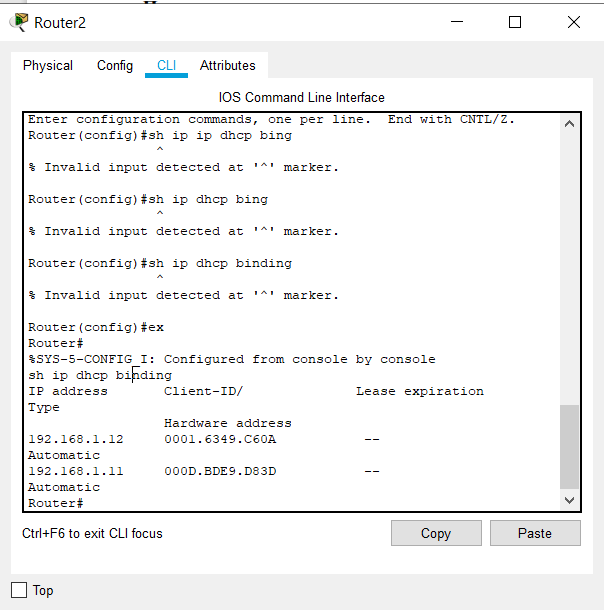 Router2
Physical Config CLI Attributes
IOS Command Line Interface
Enter configuration commands, one per line.  End with CNTL/Z.
Router(config)#sh ip ip dhcp bing
^
% Invalid input detected at '^' marker.
Router(config)#sh ip dhcp bing
^
% Invalid input detected at '^' marker.
Router(config)#sh ip dhcp binding
^
% Invalid input detected at '^' marker.
Router(config)#ex
Router#
%SYS-5-CONFIG_I: Configured from console by console
sh ip dhcp binding
IP address Client-ID/ Lease expiration
Type
Hardware address
192.168.1.12 0001.6349.C60A --
Automatic
192.168.1.11 000D.BDE9.D83D --
Automatic
Router#
Ctrl+F6 to exit CLI focus
Copy Paste
Top